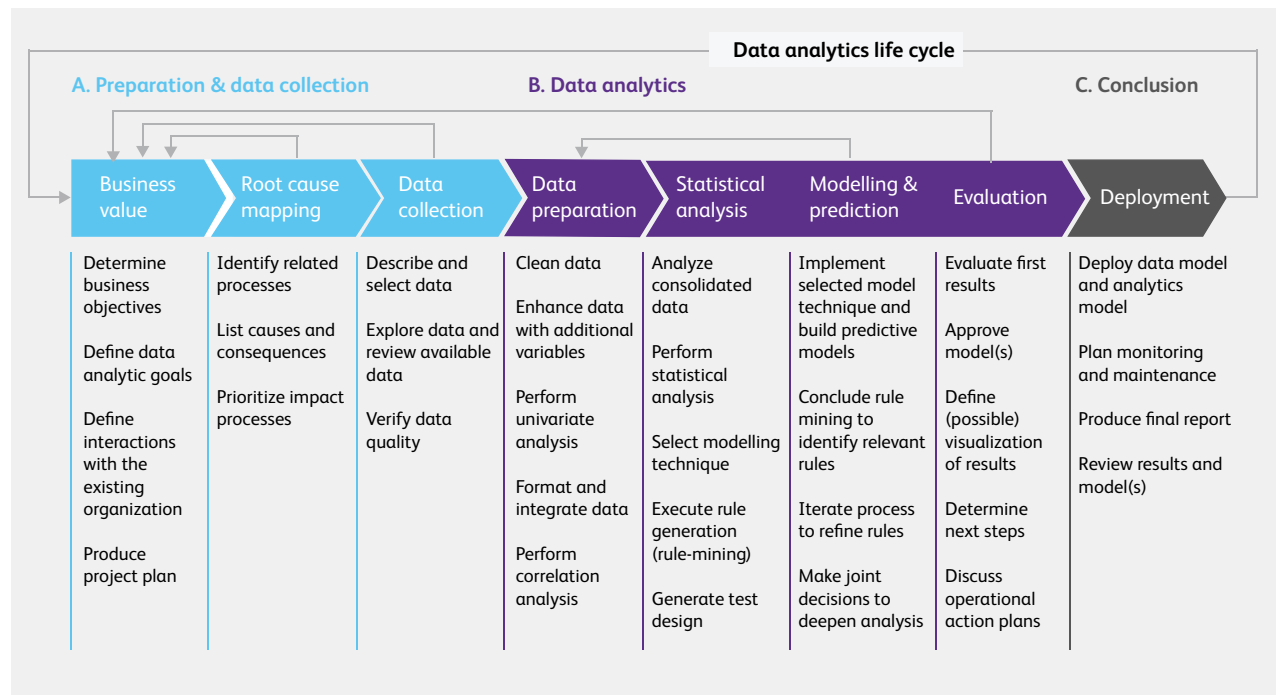 Data analytics life cycle
A. Preparation & data collection
B. Data analytics
C. Conclusion
Business
value
Root cause
mapping
Data
collection
Data
preparation
Statistical
analysis
Modelling &
prediction
Evaluation
Deployment
Determine
business
objectives
Define data
analytic goals
Define
interactions
with the
existing
organization
Produce
project plan
Identify related
processes
List causes and
consequences
Prioritize impact
processes
Describe and
select data
Explore data and
review available
data
Verify data
quality
Clean data
Enhance data
with additional
variables
Perform
univariate
analysis
Format and
integrate data
Perform
correlation
analysis
Analyze
consolidated
data
Perform
statistical
analysis
Select modelling
technique
Execute rule
generation
(rule-mining)
Generate test
design
Implement
selected model
technique and
build predictive
models
Conclude rule
mining to
identify relevant
rules
Iterate process
to refine rules
Make joint
decisions to
deepen analysis
Evaluate first
results
Approve
model(s)
Define
(possible)
visualization
of results
Determine
next steps
Discuss
operational
action plans
Deploy data model
and analytics
model
Plan monitoring
and maintenance
Produce final report
Review results and
model(s)